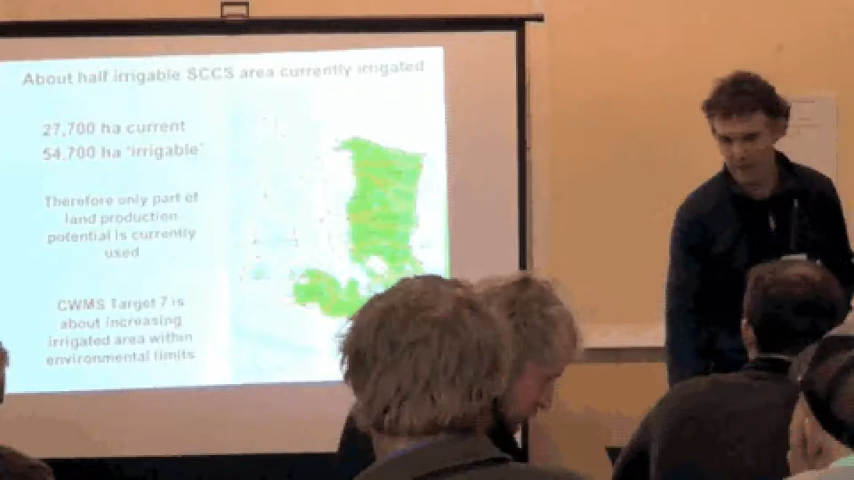 About half irrigable SCCS area currently irrigated
27,700 ha current
54,700 ha 'irrigable'
Therefore only part of
land production
potential is currently
used
CWMS Target 7 is
about increasing
irrigated area within
environmental limits